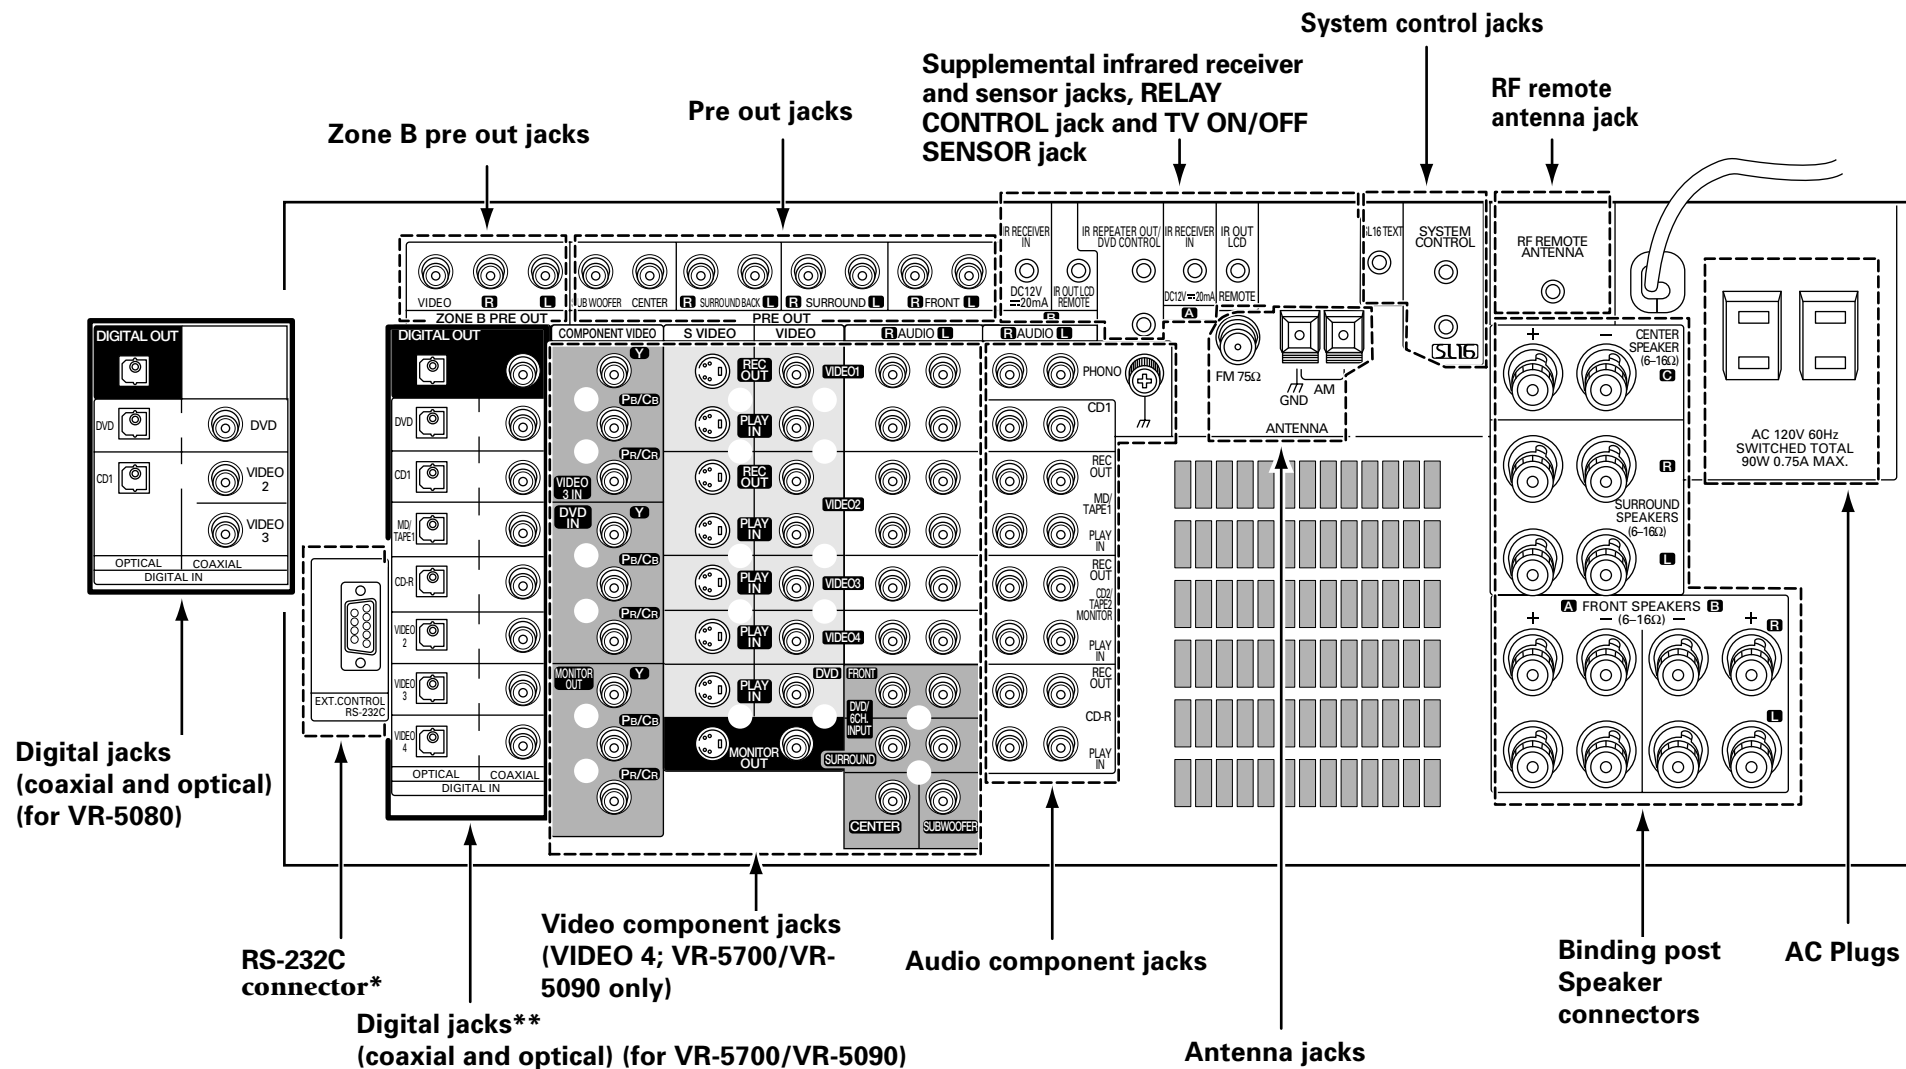 System control jacks
Supplemental infrared receiver
and sensor jacks, RELAY
CONTROL jack and TV ON/OFF
SENSOR jack
RF remote
antenna jack
Pre out jacks
Zone B pre out jacks
IR RECEIVER
IN
DC12V
20mA
IR OUT LCD
REMOTE
B
IR REPEATER OUT/
DVD CONTROL
IR RECEIVER
IN
DC12V 20mA
A
IR OUT
LCD
REMOTE
SL16 TEXT
SYSTEM
CONTROL
SL16
RF REMOTE
ANTENNA
VIDEO
R
L
ZONE B PRE OUT
SUB WOOFER
CENTER
R SURROUND BACK L
R SURROUND L
R FRONT L
PRE OUT
DIGITAL OUT
DVD
DVD
CD1
VIDEO
2
VIDEO
3
OPTICAL
COAXIAL
DIGITAL IN
DIGITAL OUT
DVD
CD1
MD/
TAPE1
CD-R
VIDEO
2
VIDEO
3
VIDEO
4
OPTICAL
COAXIAL
DIGITAL IN
EXT.CONTROL
RS-232C
COMPONENT VIDEO
Y
PB/CB
PR/CR
VIDEO
3 IN
DVD
IN
Y
PB/CB
PR/CR
MONITOR
OUT
Y
PB/CB
PR/CR
S VIDEO
VIDEO
R AUDIO L
REC
OUT
VIDEO1
PLAY
IN
REC
OUT
VIDEO2
PLAY
IN
PLAY
IN
VIDEO3
PLAY
IN
VIDEO4
PLAY
IN
DVD
FRONT
DVD/
6CH.
INPUT
MONITOR
OUT
SURROUND
CENTER
SUBWOOFER
R AUDIO L
PHONO
CD1
REC
OUT
MD/
TAPE1
PLAY
IN
REC
OUT
CD2/
TAPE2
MONITOR
PLAY
IN
REC
OUT
CD-R
PLAY
IN
FM 75Ω
GND
AM
ANTENNA
+
−
CENTER
SPEAKER
(6–16Ω)
C
R
SURROUND
SPEAKERS
(6–16Ω)
L
A FRONT SPEAKERS B
(6–16Ω)
+
−
−
+
R
L
AC 120V 60Hz
SWITCHED TOTAL
90W 0.75A MAX.
Digital jacks
(coaxial and optical)
(for VR-5080)
RS-232C
connector*
Digital jacks**
(coaxial and optical) (for VR-5700/VR-5090)
Video component jacks
(VIDEO 4; VR-5700/VR-
5090 only)
Audio component jacks
Antenna jacks
Binding post
Speaker
connectors
AC Plugs